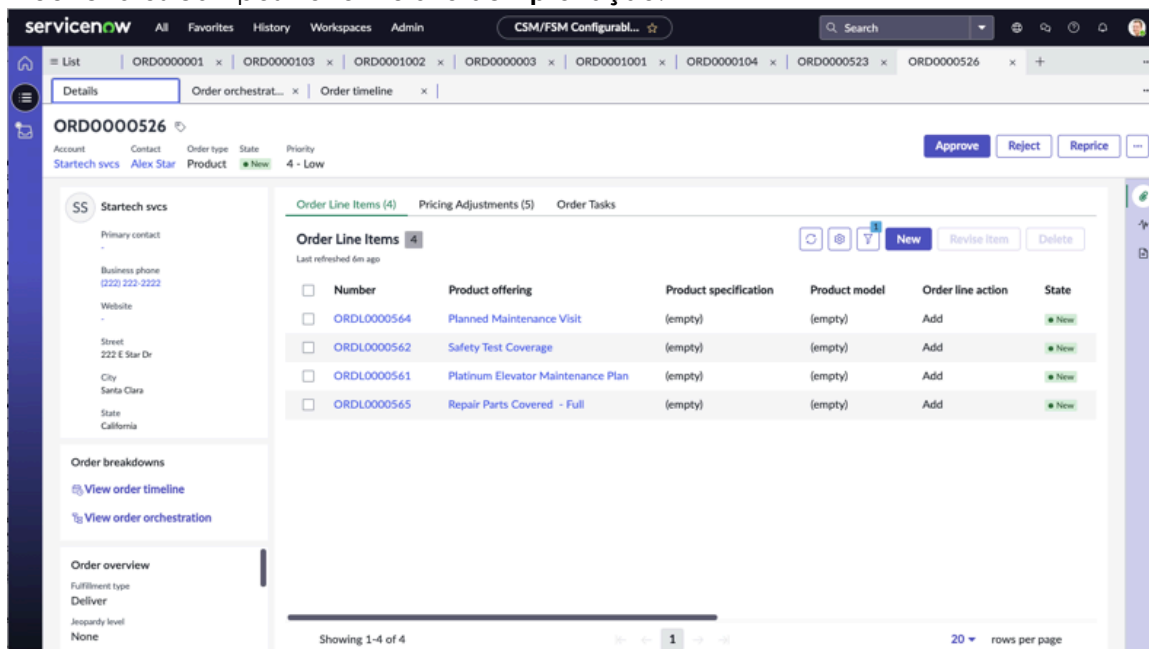 servicenow All Favorites History Workspaces Admin CSM/FSM Configurabl... Search
List ORD0000001 ORD0000103 ORD0001002 ORD0000003 ORD0001001 ORD0000104 ORD0000523 ORD0000526
Details Order orchestrat... Order timeline
ORD0000526
Account Contact Order type State Priority
Startech svcs Alex Star Product New 4 - Low
Approve Reject Reprice
SS Startech svcs
Primary contact
-
Business phone
(222) 222-2222
Website
-
Street
222 E Star Dr
City
Santa Clara
State
California
Order breakdowns
View order timeline
View order orchestration
Order overview
Fulfillment type
Deliver
Jeopardy level
None
Order Line Items (4) Pricing Adjustments (5) Order Tasks
Order Line Items 4
Last refreshed 6m ago
1 New Revise Item Delete
Number Product offering Product specification Product model Order line action State
ORDL0000564 Planned Maintenance Visit (empty) (empty) Add New
ORDL0000562 Safety Test Coverage (empty) (empty) Add New
ORDL0000561 Platinum Elevator Maintenance Plan (empty) (empty) Add New
ORDL0000565 Repair Parts Covered - Full (empty) (empty) Add New
Showing 1-4 of 4 1 20 rows per page